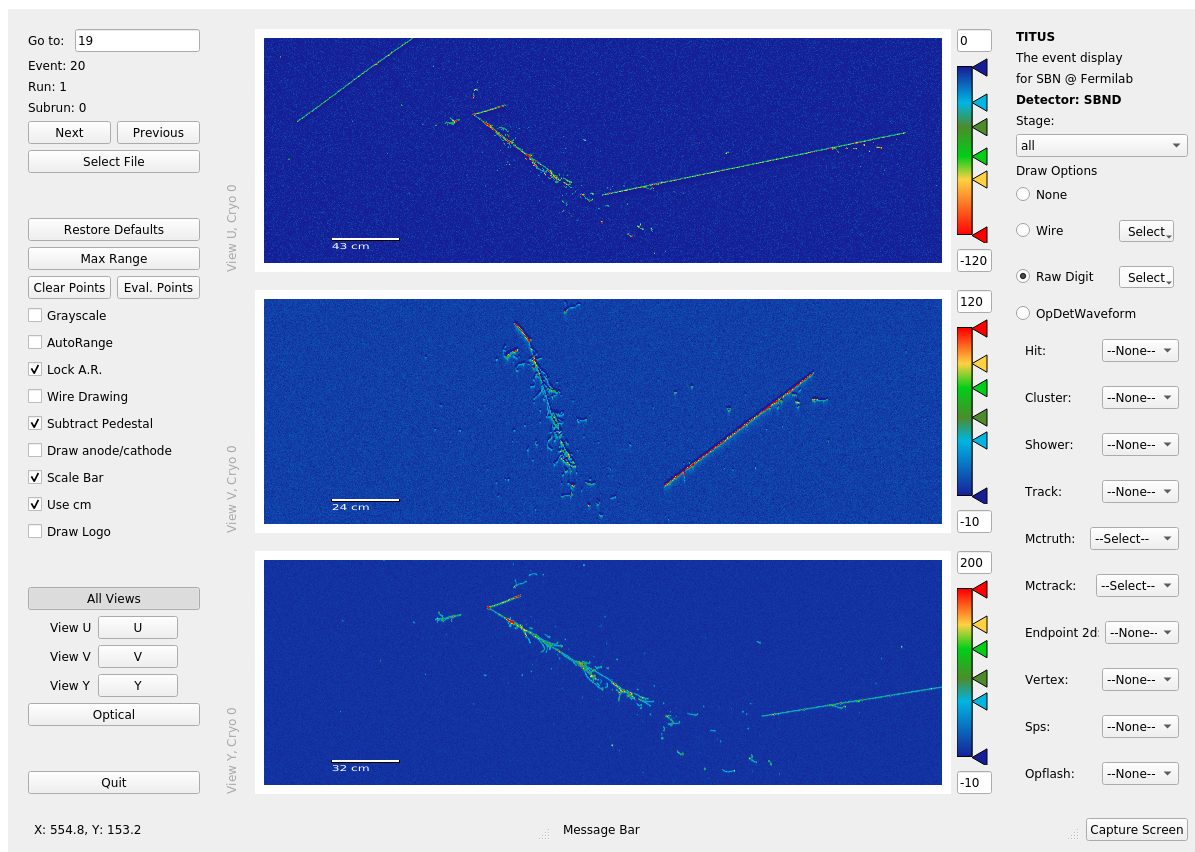 Go to: 19
Event: 20
Run: 1
Subrun: 0
Next Previous
Select File
Restore Defaults
Max Range
Clear Points Eval. Points
Grayscale
AutoRange
Lock A.R.
Wire Drawing
Subtract Pedestal
Draw anode/cathode
Scale Bar
Use cm
Draw Logo
All Views
View U U
View V V
View Y Y
Optical
Quit
X: 554.8, Y: 153.2
View U, Cryo 0
43 cm
0
-120
View V, Cryo 0
24 cm
120
-10
View Y, Cryo 0
32 cm
200
-10
Message Bar
TITUS
The event display
for SBN @ Fermilab
Detector: SBND
Stage:
all
Draw Options
None
Wire Select
Raw Digit Select
OpDetWaveform
Hit: --None--
Cluster: --None--
Shower: --None--
Track: --None--
Mctruth: --Select--
Mctrack: --Select--
Endpoint 2d: --None--
Vertex: --None--
Sps: --None--
Opflash: --None--
Capture Screen